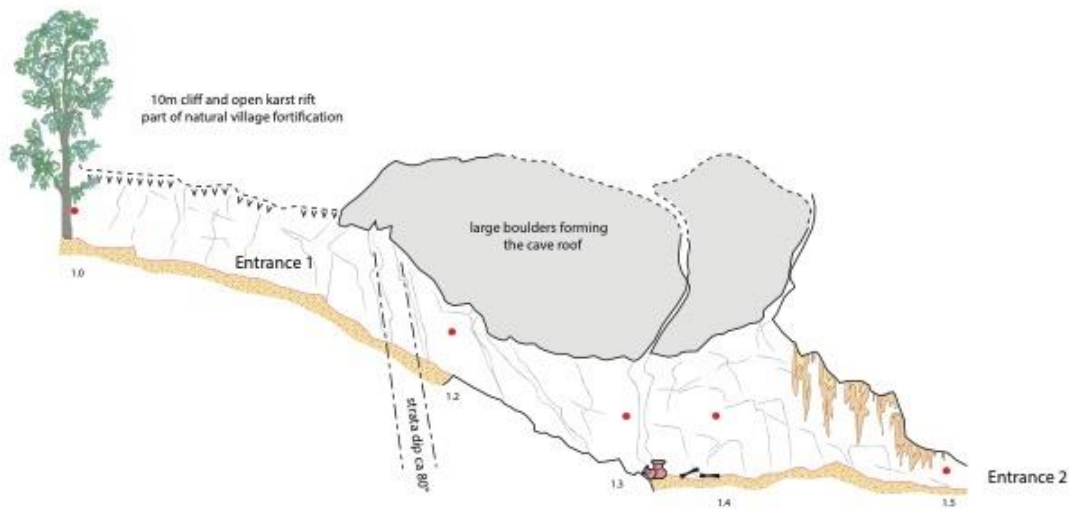 10m cliff and open karst rift
part of natural village fortification
large boulders forming
the cave roof
Entrance 1
1.0
1.2
strata dip ca 80°
1.3
1.4
1.5
Entrance 2